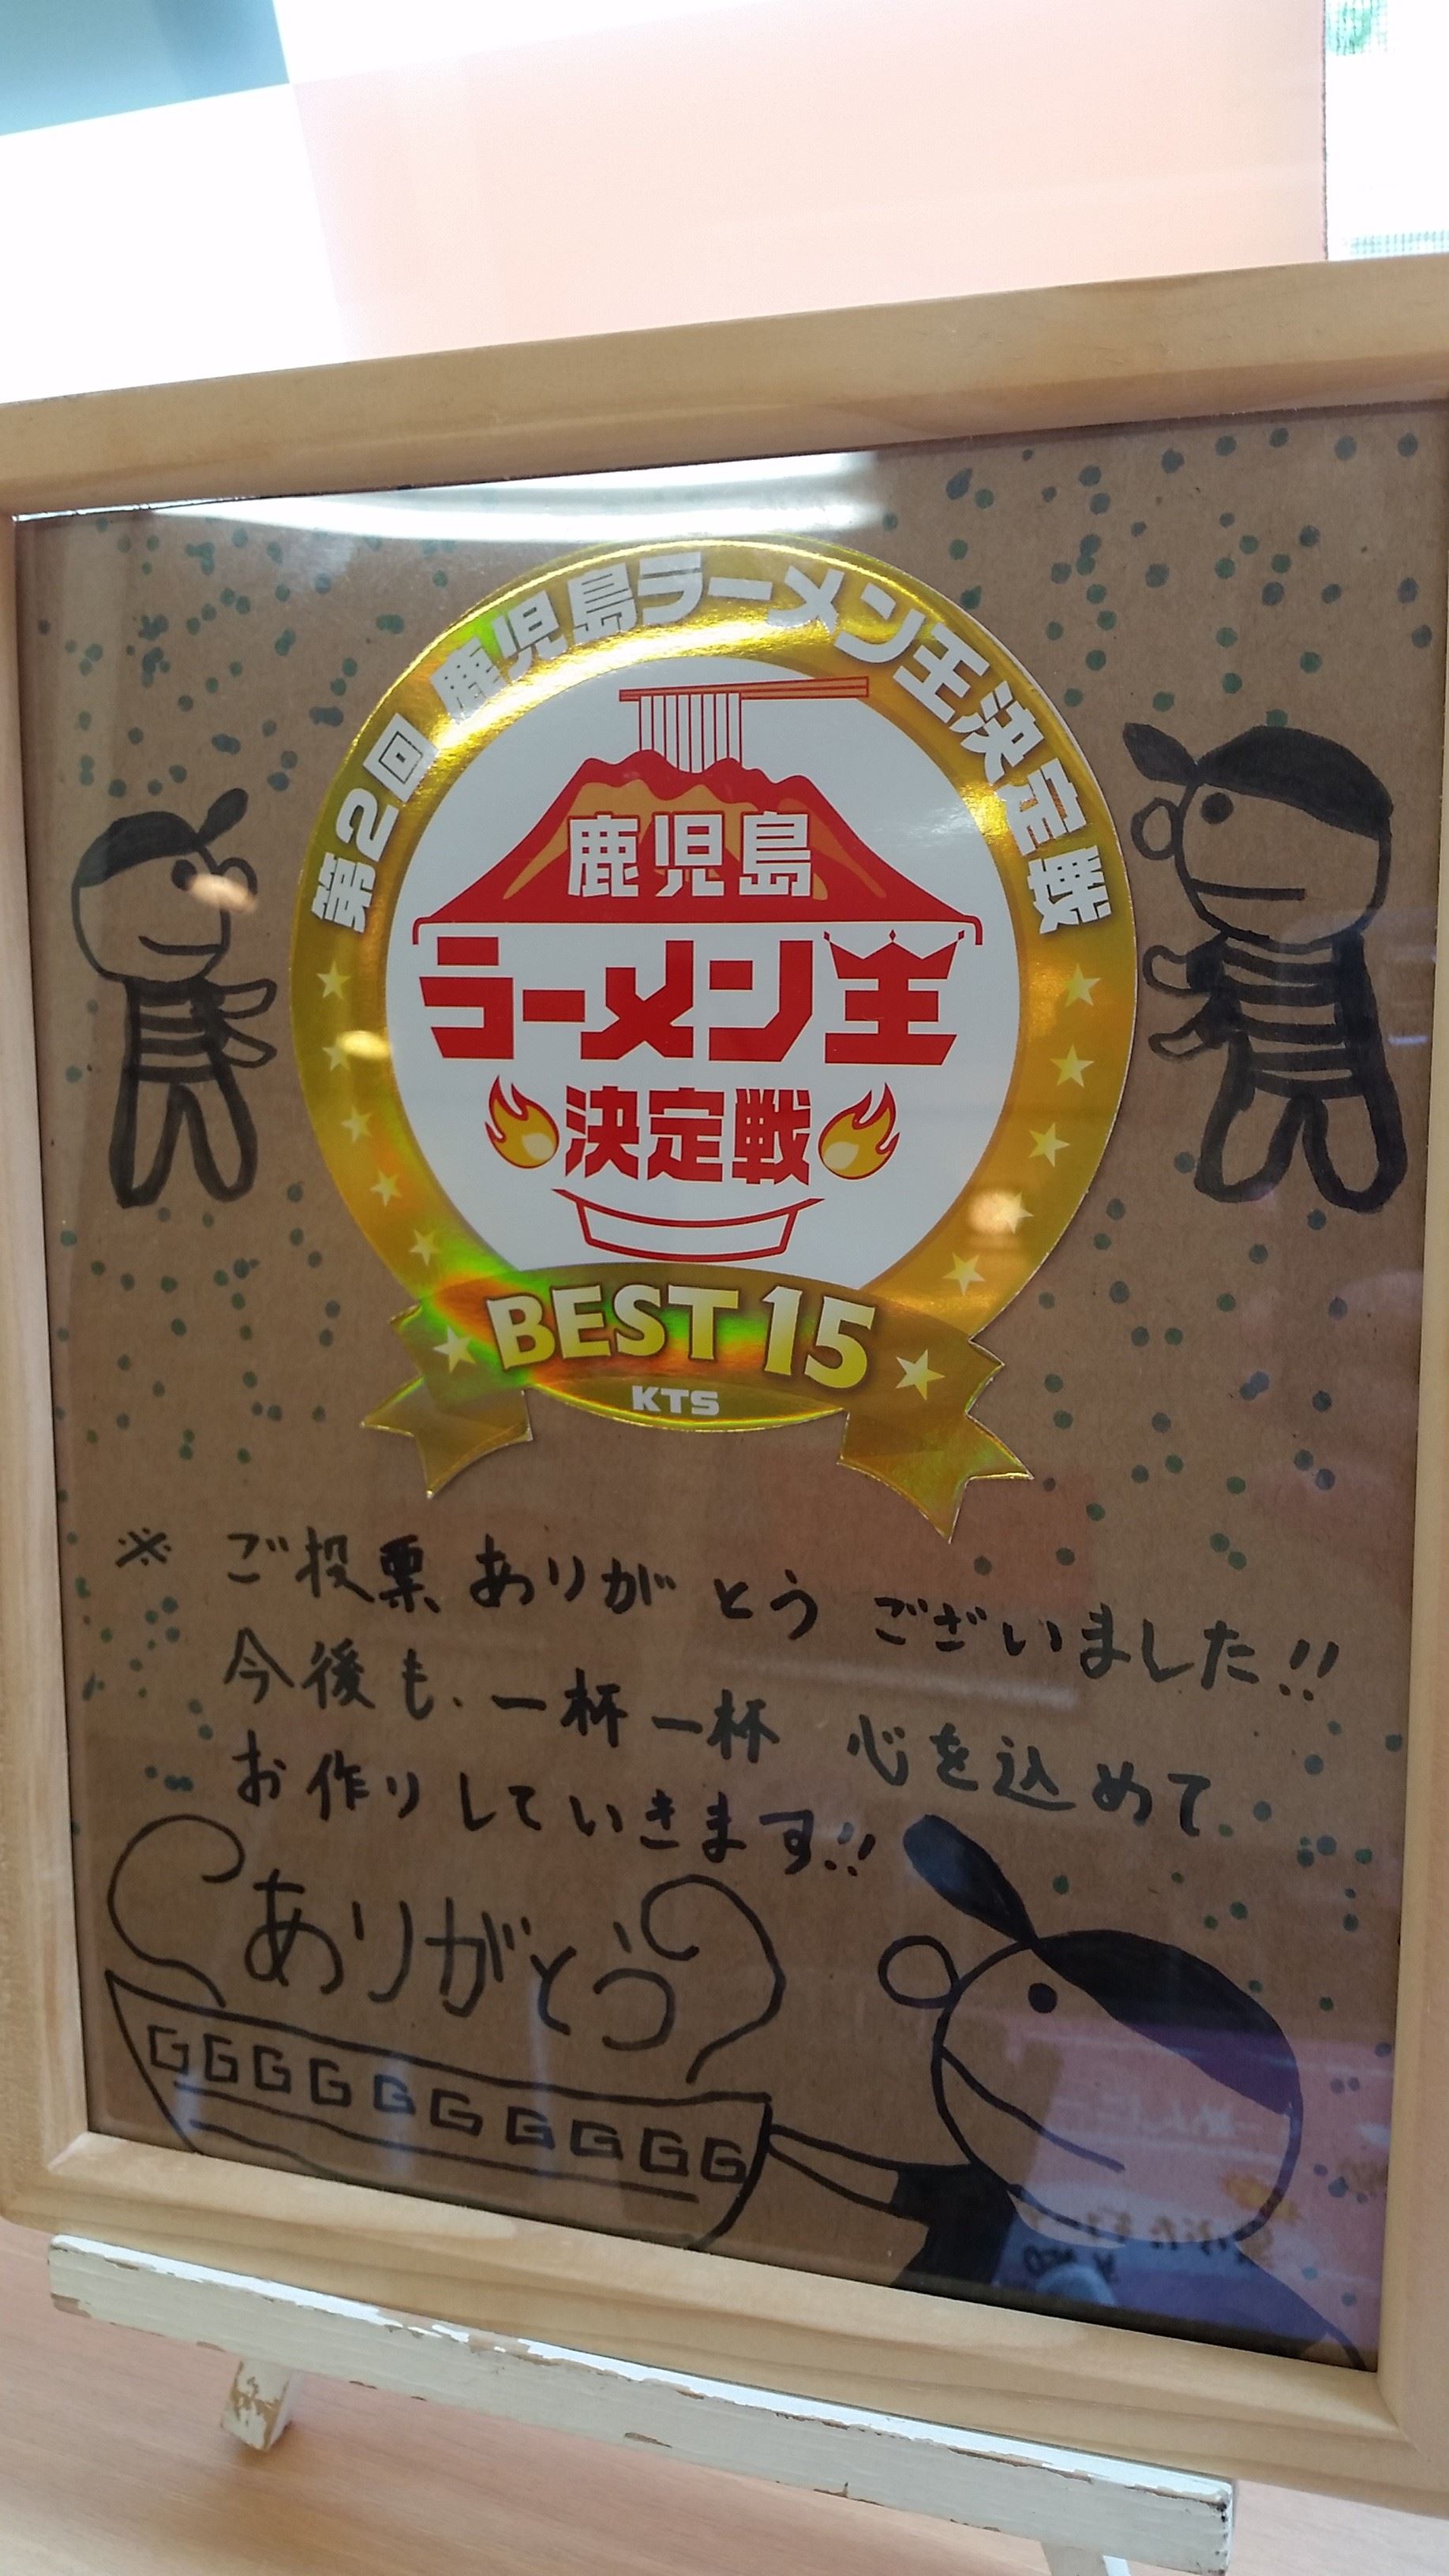 第2回 鹿児島ラーメン王決定戦
鹿児島
ラーメン王
決定戦
BEST 15
KTS
※ ご投票ありがとうございました!!
今後も、一杯一杯 心を込めて
お作りしていきます!!
ありがとう